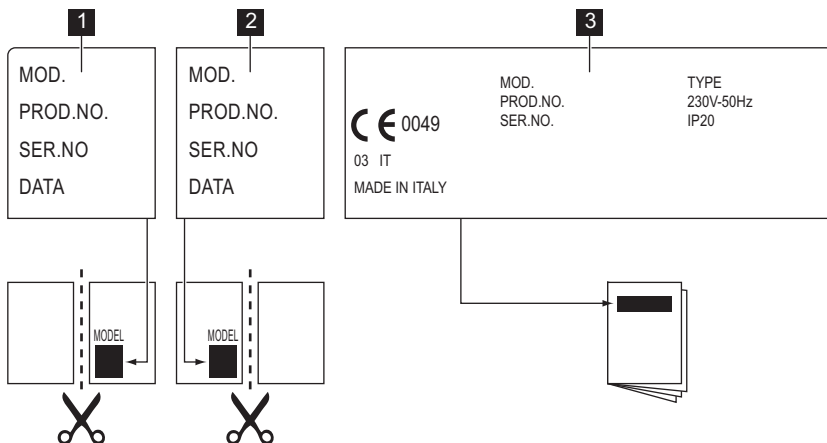 1
MOD.
PROD.NO.
SER.NO
DATA
2
MOD.
PROD.NO.
SER.NO
DATA
3
CE 0049
03 IT
MADE IN ITALY
MOD.
PROD.NO.
SER.NO.
TYPE
230V-50Hz
IP20
MODEL
MODEL